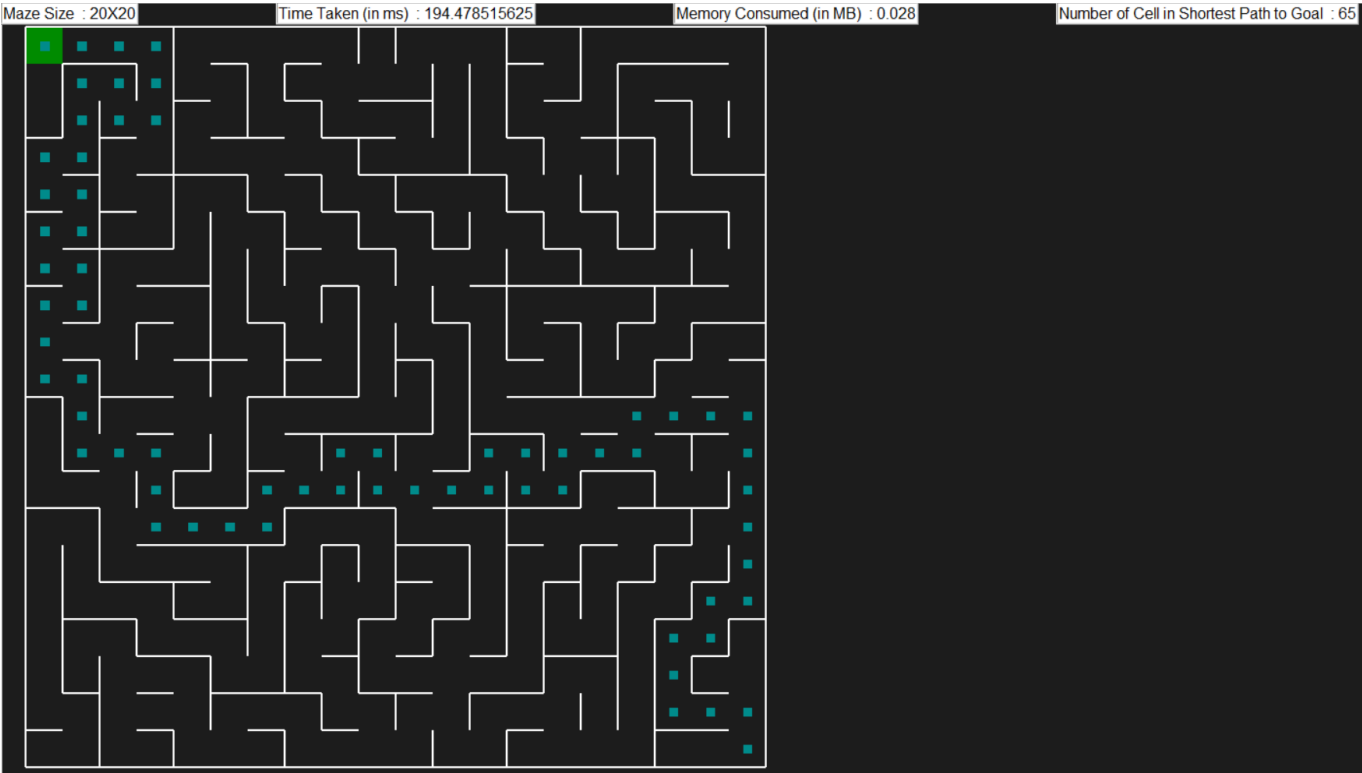 Maze Size : 20X20
Time Taken (in ms) : 194.478515625
Memory Consumed (in MB) : 0.028
Number of Cell in Shortest Path to Goal : 65